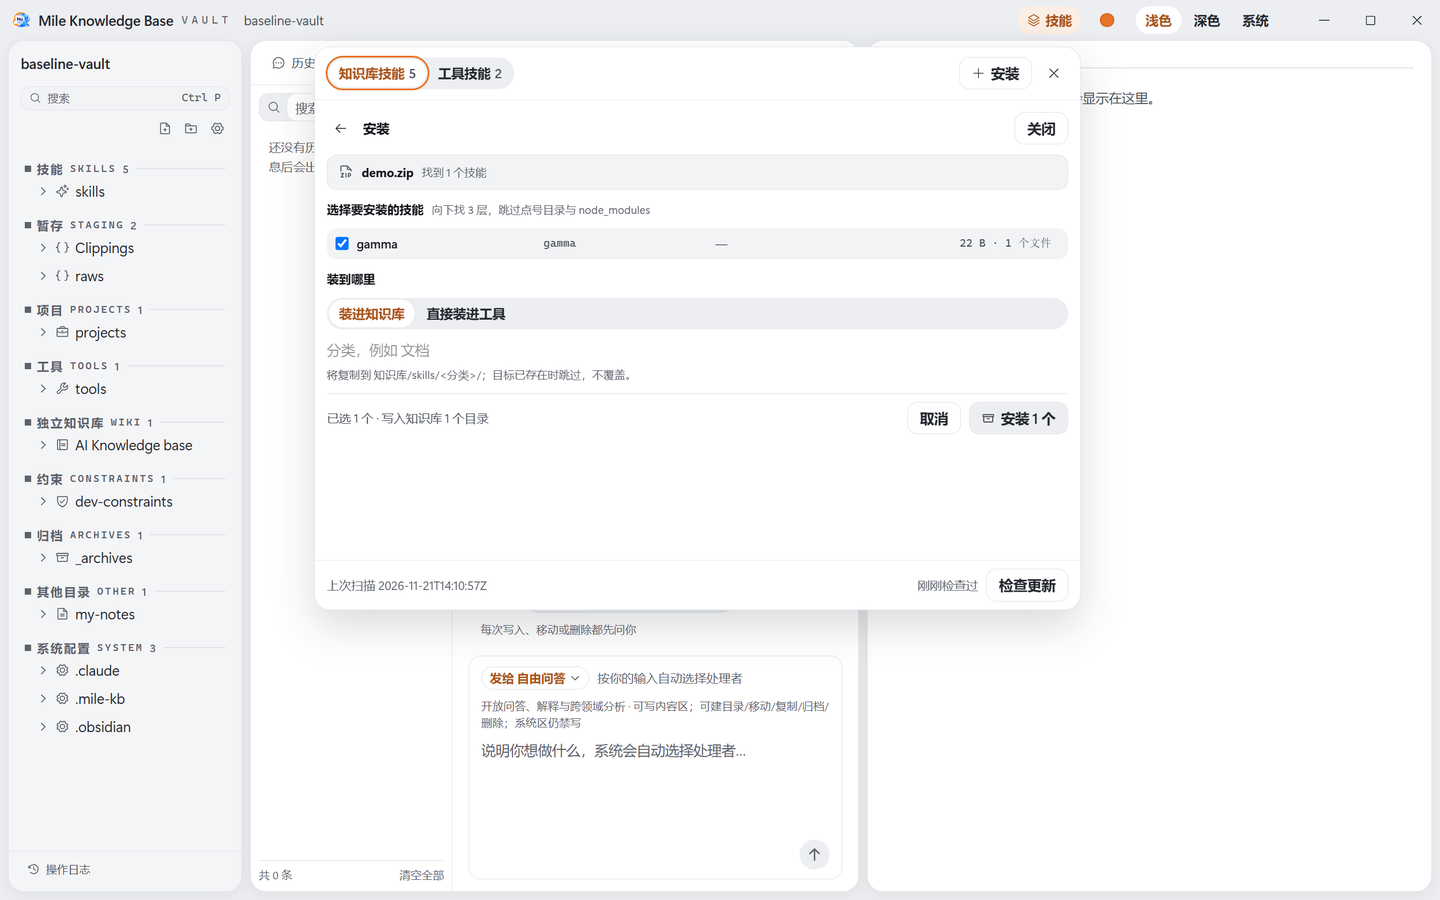 Mile Knowledge Base VAULT baseline-vault
技能
浅色 深色 系统
baseline-vault
搜索 Ctrl P
技能 SKILLS 5
skills
暂存 STAGING 2
Clippings
raws
项目 PROJECTS 1
projects
工具 TOOLS 1
tools
独立知识库 WIKI 1
AI Knowledge base
约束 CONSTRAINTS 1
dev-constraints
归档 ARCHIVES 1
_archives
其他目录 OTHER 1
my-notes
系统配置 SYSTEM 3
.claude
.mile-kb
.obsidian
操作日志
历史
搜索
还没有历
息后会出
共 0 条 清空全部
知识库技能 5 工具技能 2
安装
安装
关闭
ZIP demo.zip 找到 1 个技能
选择要安装的技能 向下找 3 层，跳过点号目录与 node_modules
gamma gamma — 22 B · 1 个文件
装到哪里
装进知识库 直接装进工具
分类，例如 文档
将复制到 知识库/skills/<分类>/；目标已存在时跳过，不覆盖。
已选 1 个 · 写入知识库 1 个目录
取消 安装 1 个
上次扫描 2026-11-21T14:10:57Z
刚刚检查过 检查更新
每次写入、移动或删除都先问你
发给 自由问答 按你的输入自动选择处理者
开放问答、解释与跨领域分析 · 可写内容区；可建目录/移动/复制/归档/
删除；系统区仍禁写
说明你想做什么，系统会自动选择处理者...
显示在这里。